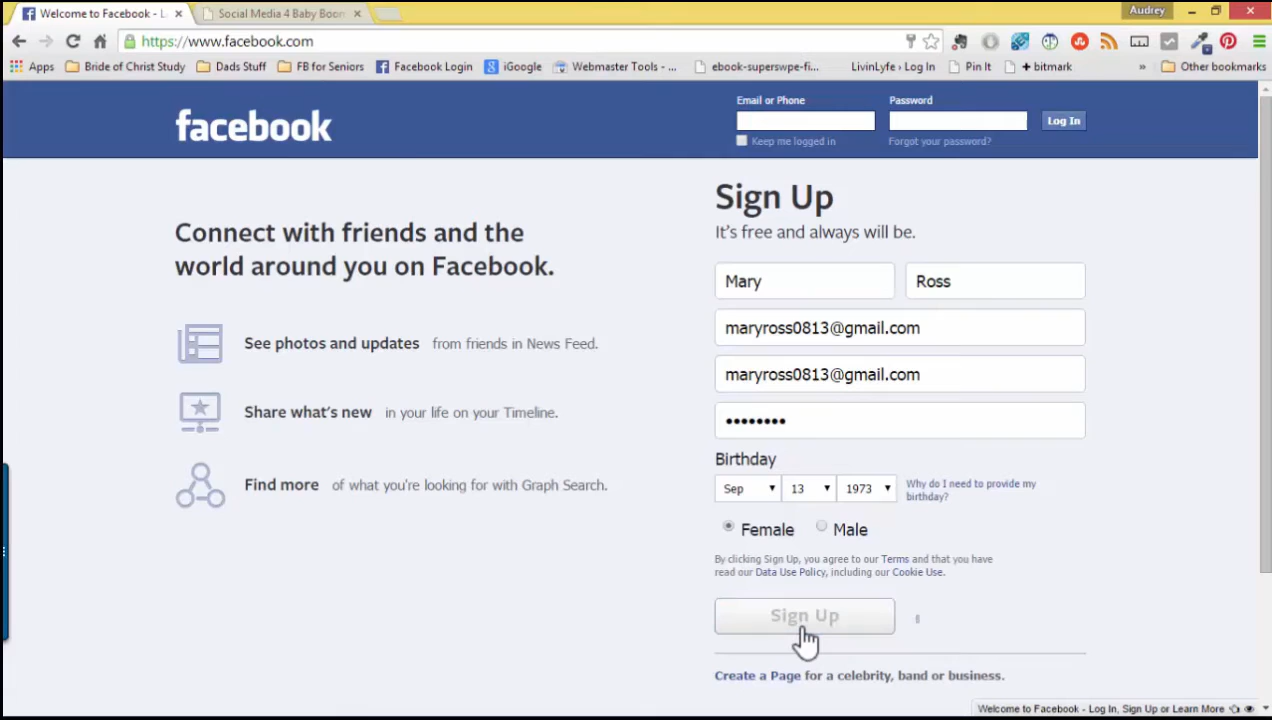 Welcome to Facebook - L
Social Media 4 Baby Boom
Audrey
https://www.facebook.com
Apps
Bride of Christ Study
Dads Stuff
FB for Seniors
Facebook Login
iGoogle
Webmaster Tools - ...
ebook-superswpe-fi...
LivinLyfe › Log In
Pin It
+ bitmark
»
Other bookmarks
facebook
Email or Phone
Password
Log In
Keep me logged in
Forgot your password?
Sign Up
It's free and always will be.
Connect with friends and the
world around you on Facebook.
See photos and updates from friends in News Feed.
Share what's new in your life on your Timeline.
Find more of what you're looking for with Graph Search.
Mary
Ross
maryross0813@gmail.com
maryross0813@gmail.com
••••••••
Birthday
Sep
13
1973
Why do I need to provide my
birthday?
Female
Male
By clicking Sign Up, you agree to our Terms and that you have
read our Data Use Policy, including our Cookie Use.
Sign Up
Create a Page for a celebrity, band or business.
Welcome to Facebook - Log In, Sign Up or Learn More